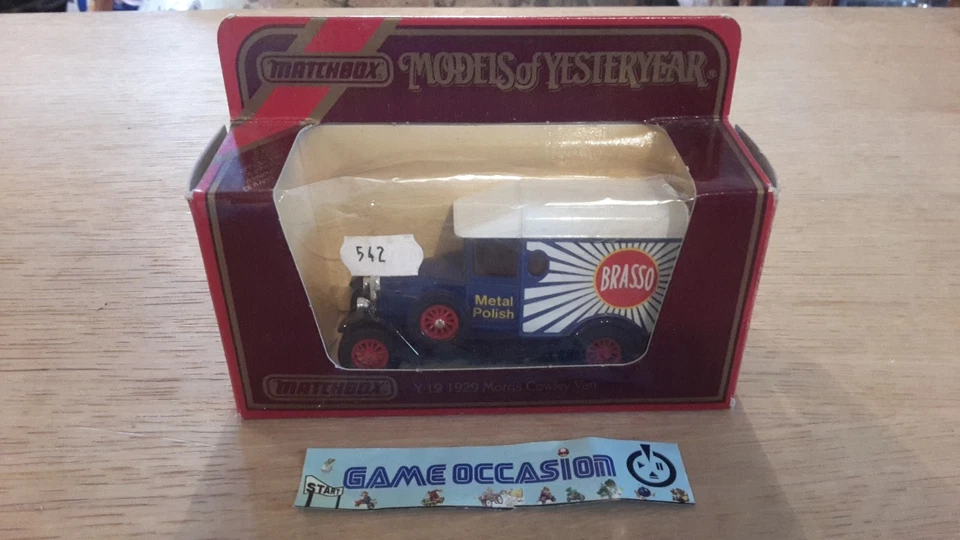 MATCHBOX MODELS of YESTERYEAR®
542
BRASSO
Metal
Polish
MATCHBOX Y-19 1929 Morris Cowley Van
GAME OCCASION
START